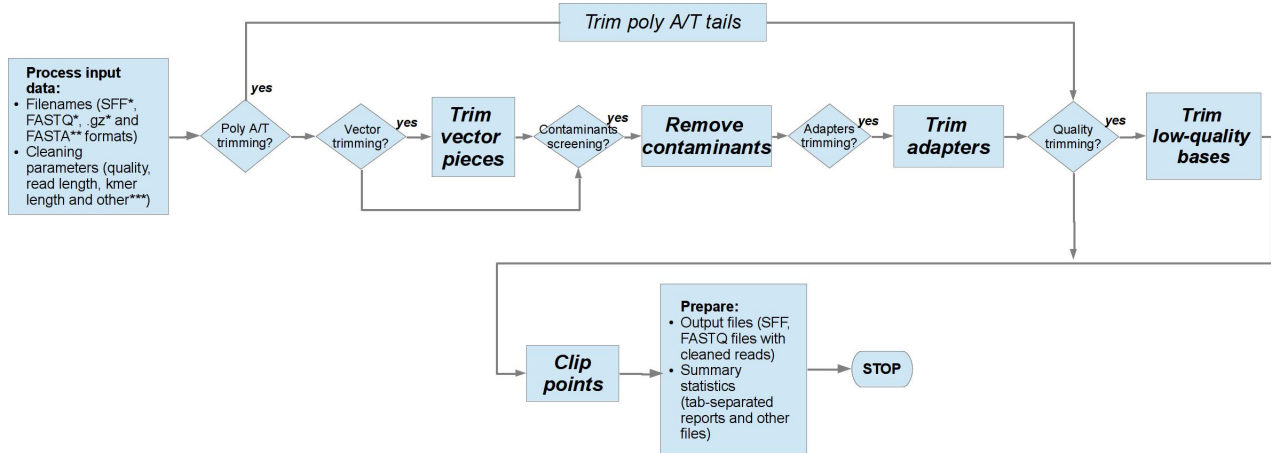 Trim poly A/T tails
Process input
data:
• Filenames (SFF*,
FASTQ*, .gz* and
FASTA** formats)
• Cleaning
parameters (quality,
read length, kmer
length and other***)
yes
Poly A/T
trimming?
Vector
trimming?
yes
Trim
vector
pieces
Contaminants
screening?
yes
Remove
contaminants
Adapters
trimming?
yes
Trim
adapters
Quality
trimming?
yes
Trim
low-quality
bases
Clip
points
Prepare:
• Output files (SFF,
FASTQ files with
cleaned reads)
• Summary
statistics
(tab-separated
reports and other
files)
STOP